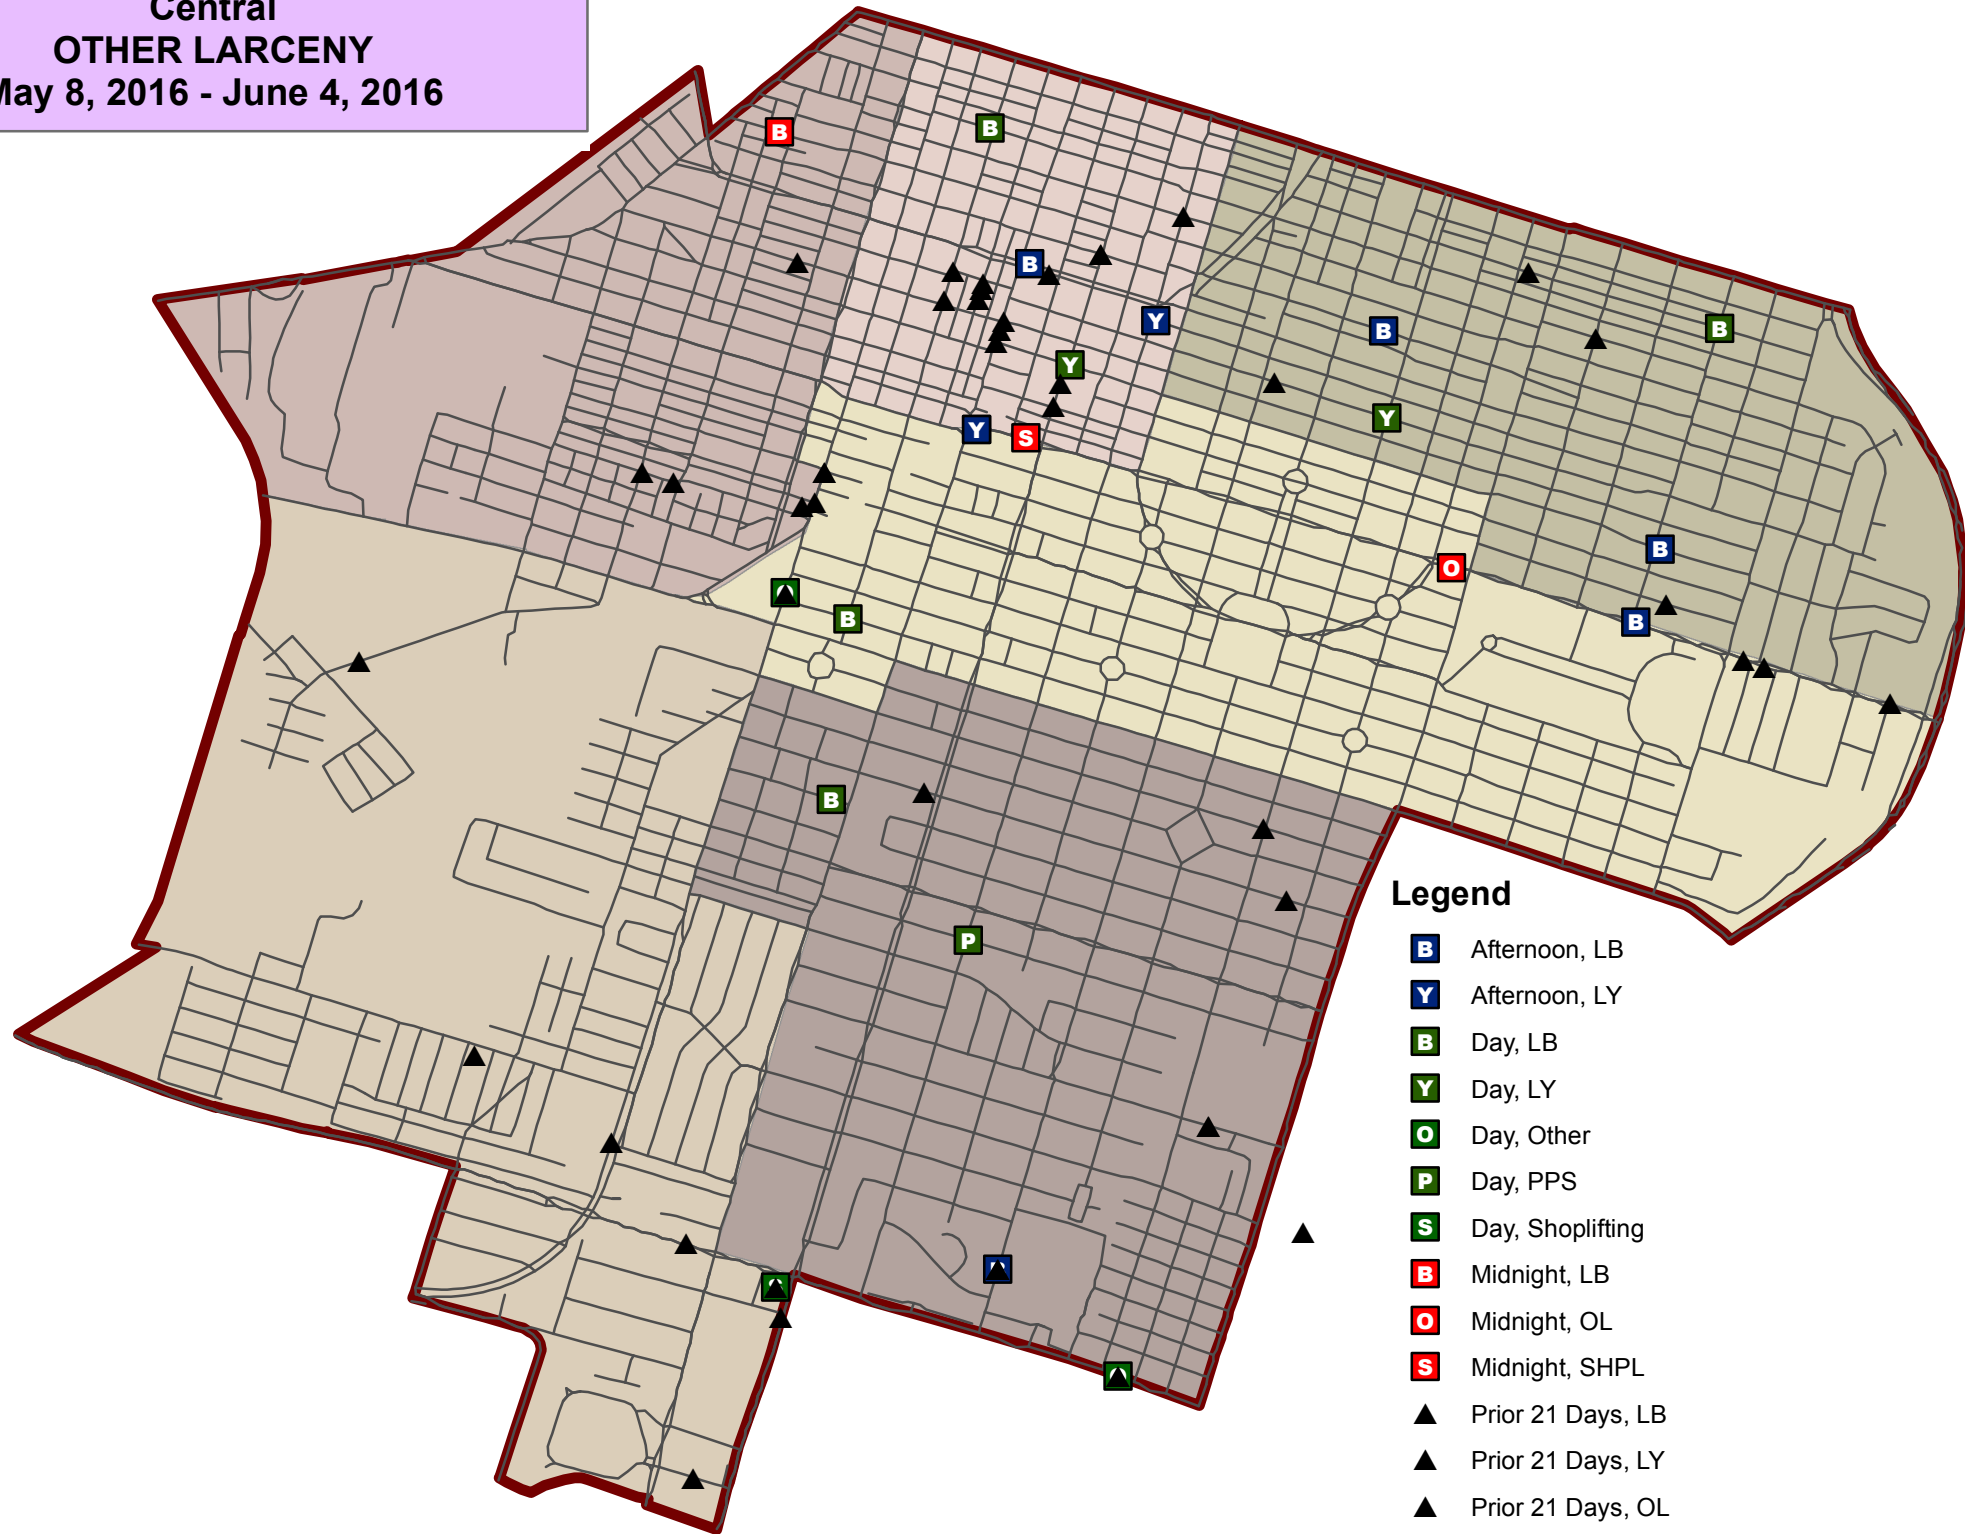 Central
OTHER LARCENY
May 8, 2016 - June 4, 2016
B
B
B
Y
B
B
Y
Y
Y
S
B
O
B
B
B
B
P
Legend
B Afternoon, LB
Y Afternoon, LY
B Day, LB
Y Day, LY
O Day, Other
P Day, PPS
S Day, Shoplifting
B Midnight, LB
O Midnight, OL
S Midnight, SHPL
Prior 21 Days, LB
Prior 21 Days, LY
Prior 21 Days, OL